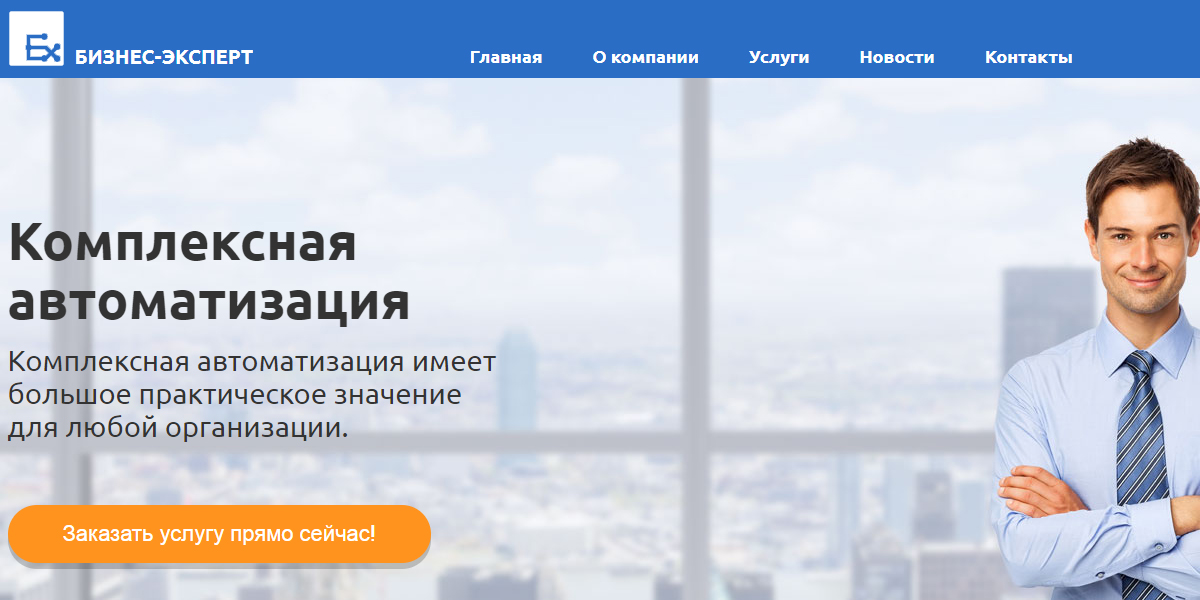 Ex
БИЗНЕС-ЭКСПЕРТ
Главная О компании Услуги Новости Контакты
Комплексная
автоматизация
Комплексная автоматизация имеет
большое практическое значение
для любой организации.
Заказать услугу прямо сейчас!